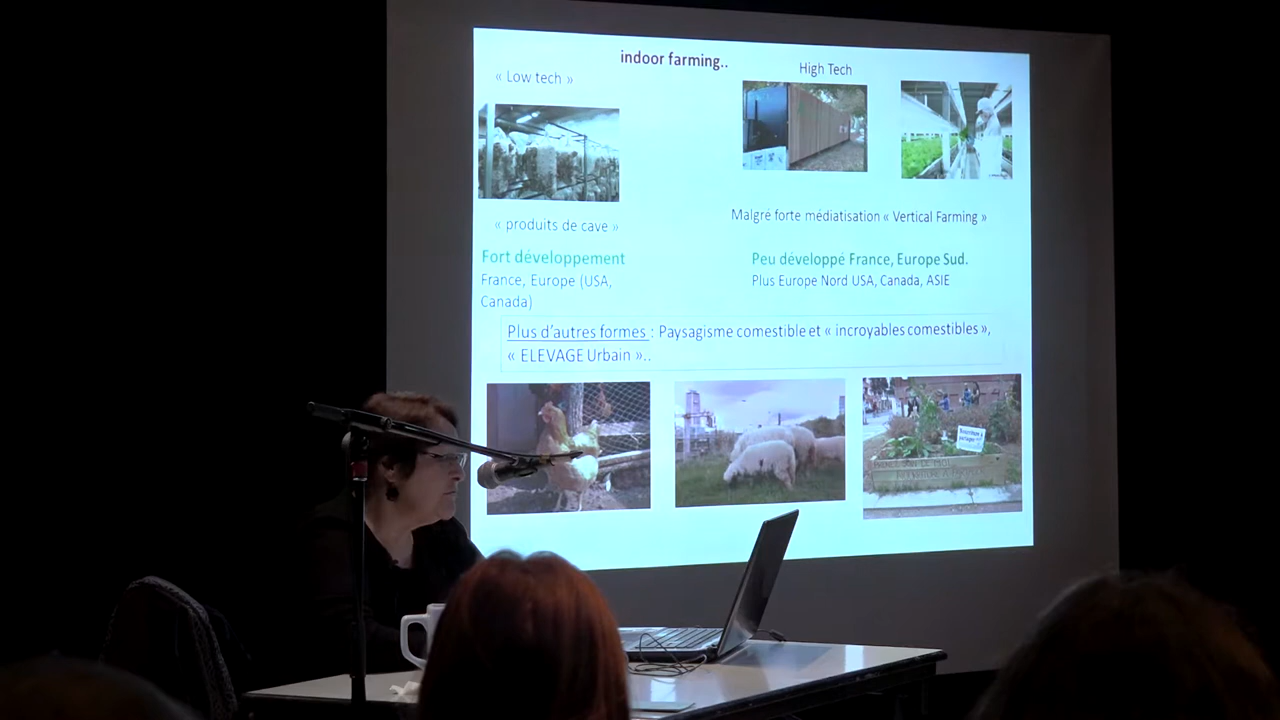 indoor farming..
« Low tech »
High Tech
« produits de cave »
Malgré forte médiatisation « Vertical Farming »
Fort développement
France, Europe (USA,
Canada)
Peu développé France, Europe Sud.
Plus Europe Nord USA, Canada, ASIE
Plus d'autres formes : Paysagisme comestible et « incroyables comestibles »,
« ELEVAGE Urbain »..